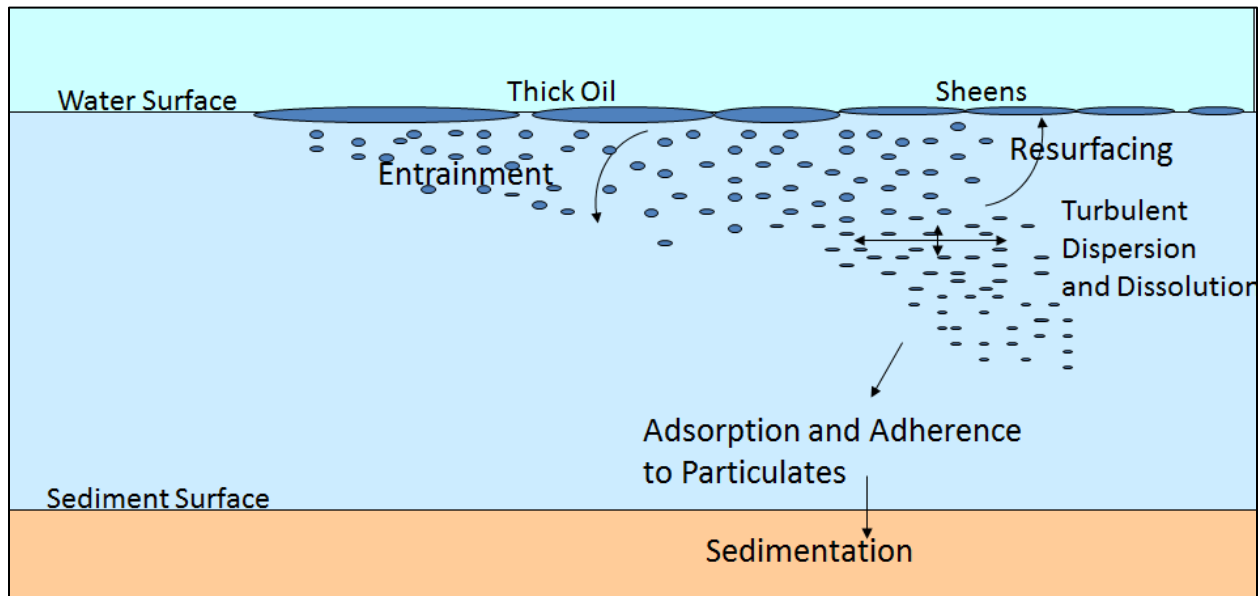 Thick Oil
Sheens
Water Surface
Resurfacing
Entrainment
Turbulent
Dispersion
and Dissolution
Adsorption and Adherence
to Particulates
Sediment Surface
Sedimentation